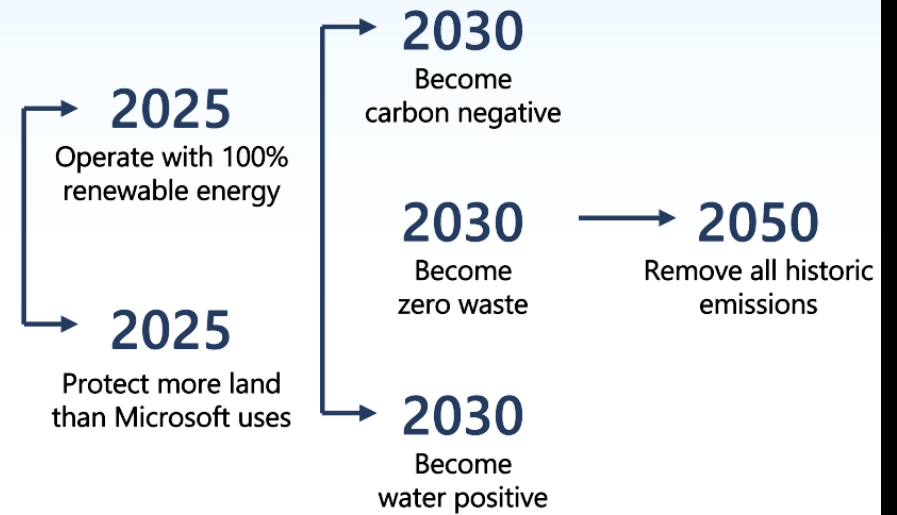 2025
Operate with 100%
renewable energy
2025
Protect more land
than Microsoft uses
2030
Become
carbon negative
2030
Become
zero waste
2030
Become
water positive
2050
Remove all historic
emissions